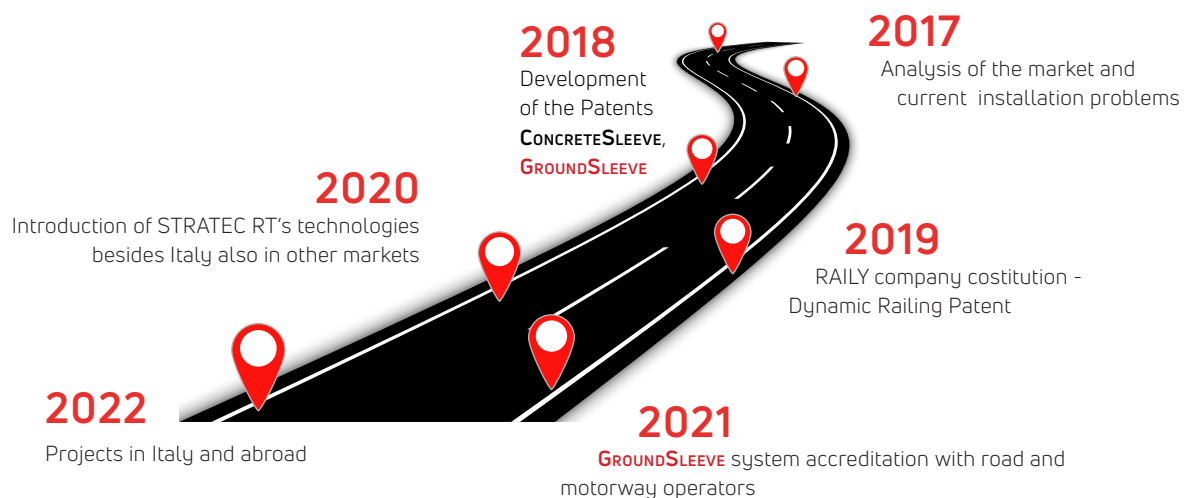 2017
Analysis of the market and
current installation problems
2018
Development
of the Patents
CONCRETESLEEVE,
GROUNDSLEEVE
2019
RAILY company costitution -
Dynamic Railing Patent
2020
Introduction of STRATEC RT's technologies
besides Italy also in other markets
2021
GROUNDSLEEVE system accreditation with road and
motorway operators
2022
Projects in Italy and abroad